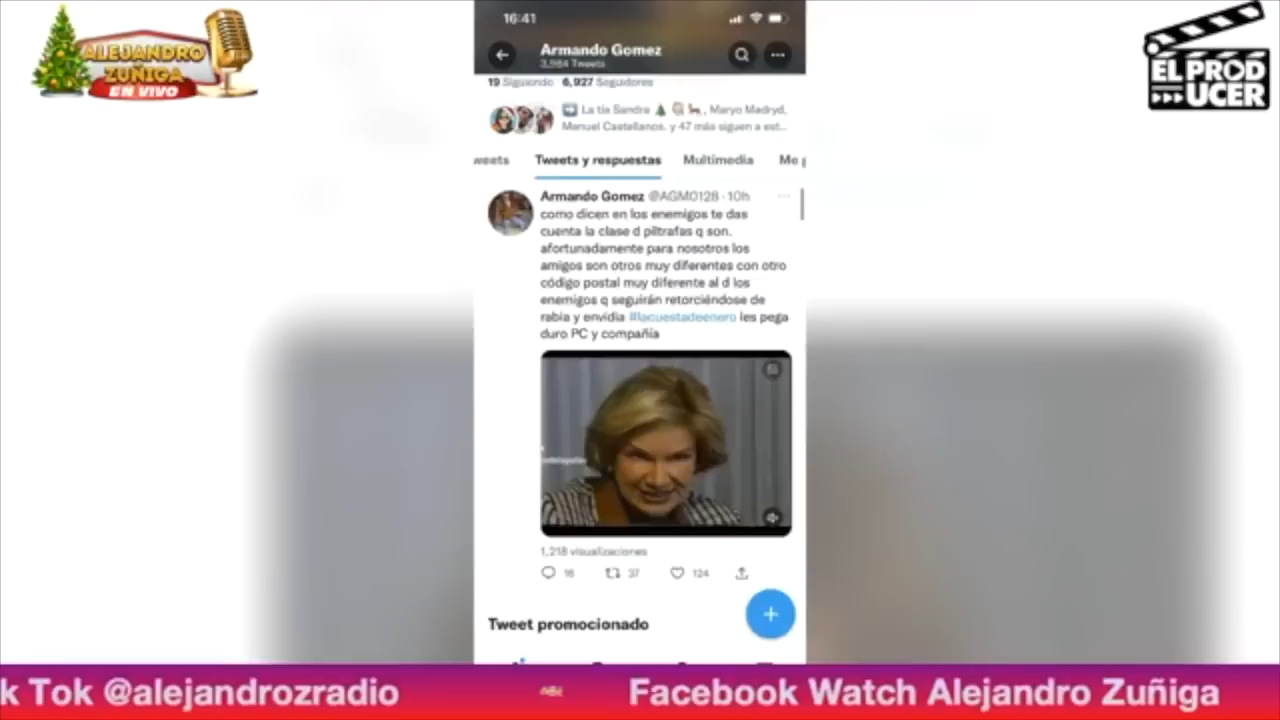 16:41
ALEJANDRO
ZUÑIGA
EN VIVO
EL PROD
UCER
Armando Gomez
3,564 Tweets
19 Siguiendo 6,927 Seguidores
La tía Sandra , Maryo Madryd,
Manuel Castellanos, y 47 más siguen a est...
weets Tweets y respuestas Multimedia Me g
Armando Gomez @AGM0128 · 10h
como dicen en los enemigos te das
cuenta la clase d piltrafas q son.
afortunadamente para nosotros los
amigos son otros muy diferentes con otro
código postal muy diferente al d los
enemigos q seguirán retorciéndose de
rabia y envidia #lacuestadeenero les pega
duro PC y compañía
1,218 visualizaciones
16 37 124
Tweet promocionado
k Tok @alejandrozradio Facebook Watch Alejandro Zuñiga